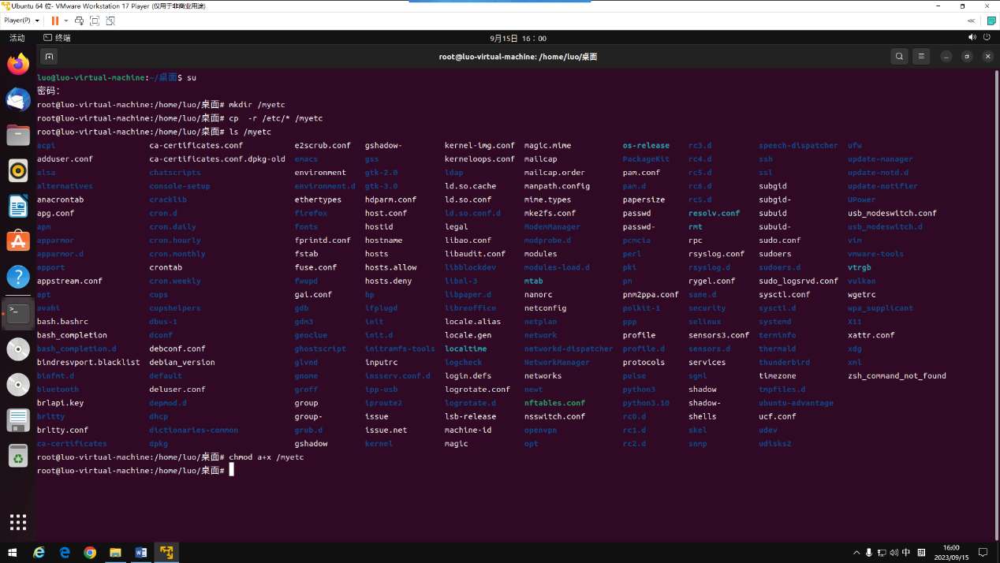 Ubuntu 64 位- VMware Workstation 17 Player (仅用于非商业用途)
Player(P)
活动 终端 9月15日 16：00
root@luo-virtual-machine: /home/luo/桌面
luo@luo-virtual-machine:~/桌面$ su
密码：
root@luo-virtual-machine:/home/luo/桌面# mkdir /myetc
root@luo-virtual-machine:/home/luo/桌面# cp  -r /etc/* /myetc
root@luo-virtual-machine:/home/luo/桌面# ls /myetc
acpi ca-certificates.conf e2scrub.conf gshadow- kernel-img.conf magic.mime os-release rc3.d speech-dispatcher ufw
adduser.conf ca-certificates.conf.dpkg-old emacs gss kerneloops.conf mailcap PackageKit rc4.d ssh update-manager
alsa chatscripts environment gtk-2.0 ldap mailcap.order pam.conf rc5.d ssl update-motd.d
alternatives console-setup environment.d gtk-3.0 ld.so.cache manpath.config pam.d rc6.d subgid update-notifier
anacrontab cracklib ethertypes hdparm.conf ld.so.conf mime.types papersize rcS.d subgid- UPower
apg.conf cron.d firefox host.conf ld.so.conf.d mke2fs.conf passwd resolv.conf subuid usb_modeswitch.conf
apm cron.daily fonts hostid legal ModemManager passwd- rmt subuid- usb_modeswitch.d
apparmor cron.hourly fprintd.conf hostname libao.conf modprobe.d pcmcia rpc sudo.conf vim
apparmor.d cron.monthly fstab hosts libaudit.conf modules perl rsyslog.conf sudoers vmware-tools
apport crontab fuse.conf hosts.allow libblockdev modules-load.d pki rsyslog.d sudoers.d vtrgb
appstream.conf cron.weekly fwupd hosts.deny libnl-3 mtab pm rygel.conf sudo_logsrvd.conf vulkan
apt cups gai.conf hp libpaper.d nanorc pnm2ppa.conf sane.d sysctl.conf wgetrc
avahi cupshelpers gdb ifplugd libreoffice netconfig polkit-1 security sysctl.d wpa_supplicant
bash.bashrc dbus-1 gdm3 init locale.alias netplan ppp selinux systemd X11
bash_completion dconf geoclue init.d locale.gen network profile sensors3.conf terminfo xattr.conf
bash_completion.d debconf.conf ghostscript initramfs-tools localtime networkd-dispatcher profile.d sensors.d thermald xdg
bindresvport.blacklist debian_version glvnd inputrc logcheck NetworkManager protocols services thunderbird xml
binfmt.d default gnome insserv.conf.d login.defs networks pulse sgml timezone zsh_command_not_found
bluetooth deluser.conf groff ipp-usb logrotate.conf newt python3 shadow tmpfiles.d
brlapi.key depmod.d group iproute2 logrotate.d nftables.conf python3.10 shadow- ubuntu-advantage
brltty dhcp group- issue lsb-release nsswitch.conf rc0.d shells ucf.conf
brltty.conf dictionaries-common grub.d issue.net machine-id openvpn rc1.d skel udev
ca-certificates dpkg gshadow kernel magic opt rc2.d snmp udisks2
root@luo-virtual-machine:/home/luo/桌面# chmod a+x /myetc
root@luo-virtual-machine:/home/luo/桌面#
中
16:00
2023/09/15